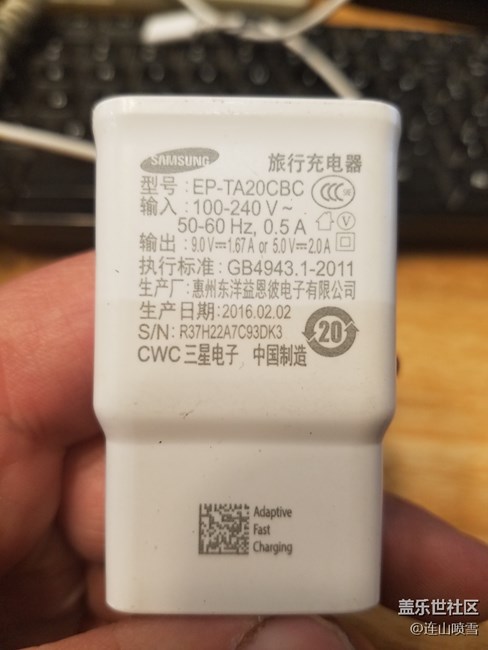 SAMSUNG 旅行充电器
型号:EP-TA20CBC
输入:100-240 V~
50-60 Hz, 0.5 A
输出:9.0V⎓1.67A or 5.0V⎓2.0A
执行标准:GB4943.1-2011
生产厂:惠州东洋益恩彼电子有限公司
生产日期:2016.02.02
S/N: R37H22A7C93DK3
20
CWC 三星电子 中国制造
Adaptive
Fast
Charging
盖乐世社区
@连山喷雪